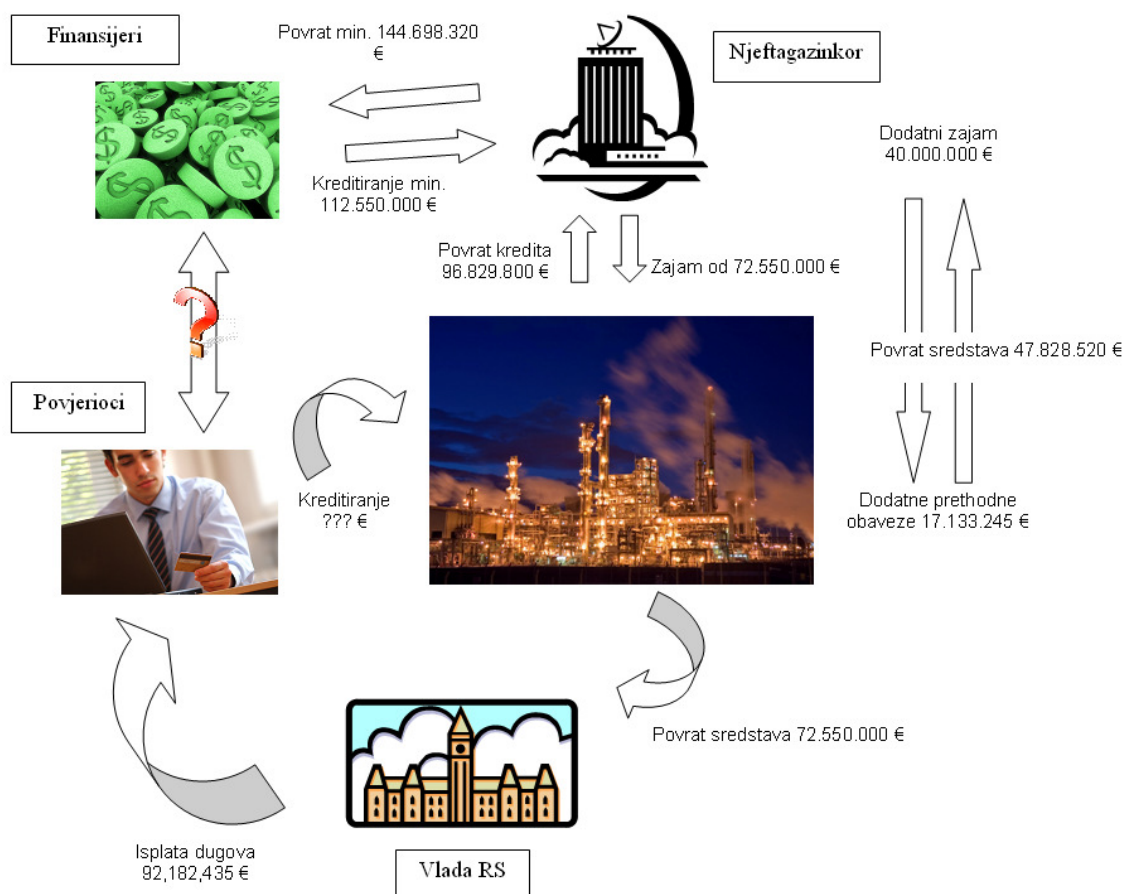 Finansijeri
Povrat min. 144.698.320
€
Njeftagazinkor
Dodatni zajam
40.000.000 €
Kreditiranje min.
112.550.000 €
Povrat kredita
96.829.800 €
Zajam od 72.550.000 €
Povrat sredstava 47.828.520 €
Povjerioci
Kreditiranje
??? €
Dodatne prethodne
obaveze 17.133.245 €
Povrat sredstava 72.550.000 €
Isplata dugova
92,182,435 €
Vlada RS